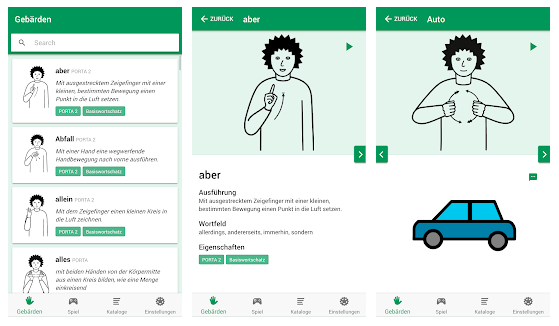 Gebärden
Search
aber PORTA 2
Mit ausgestrecktem Zeigefinger mit einer
kleinen, bestimmten Bewegung einen
Punkt in die Luft setzen.
PORTA 2 Basiswortschatz
Abfall PORTA 2
Mit einer Hand eine wegwerfende
Handbewegung nach vorne ausführen.
PORTA 2 Basiswortschatz
allein PORTA 2
Mit dem Zeigefinger einen kleinen Kreis in
die Luft zeichnen.
PORTA 2 Basiswortschatz
alles PORTA
mit beiden Händen von der Körpermitte
aus einen Kreis bilden, wie eine Menge
einkreisend
Gebärden Spiel Kataloge Einstellungen
ZURÜCK aber
aber
Ausführung
Mit ausgestrecktem Zeigefinger mit einer kleinen,
bestimmten Bewegung einen Punkt in die Luft setzen.
Wortfeld
allerdings, andererseits, immerhin, sondern
Eigenschaften
PORTA 2 Basiswortschatz
Gebärden Spiel Kataloge Einstellungen
ZURÜCK Auto
Gebärden Spiel Kataloge Einstellungen